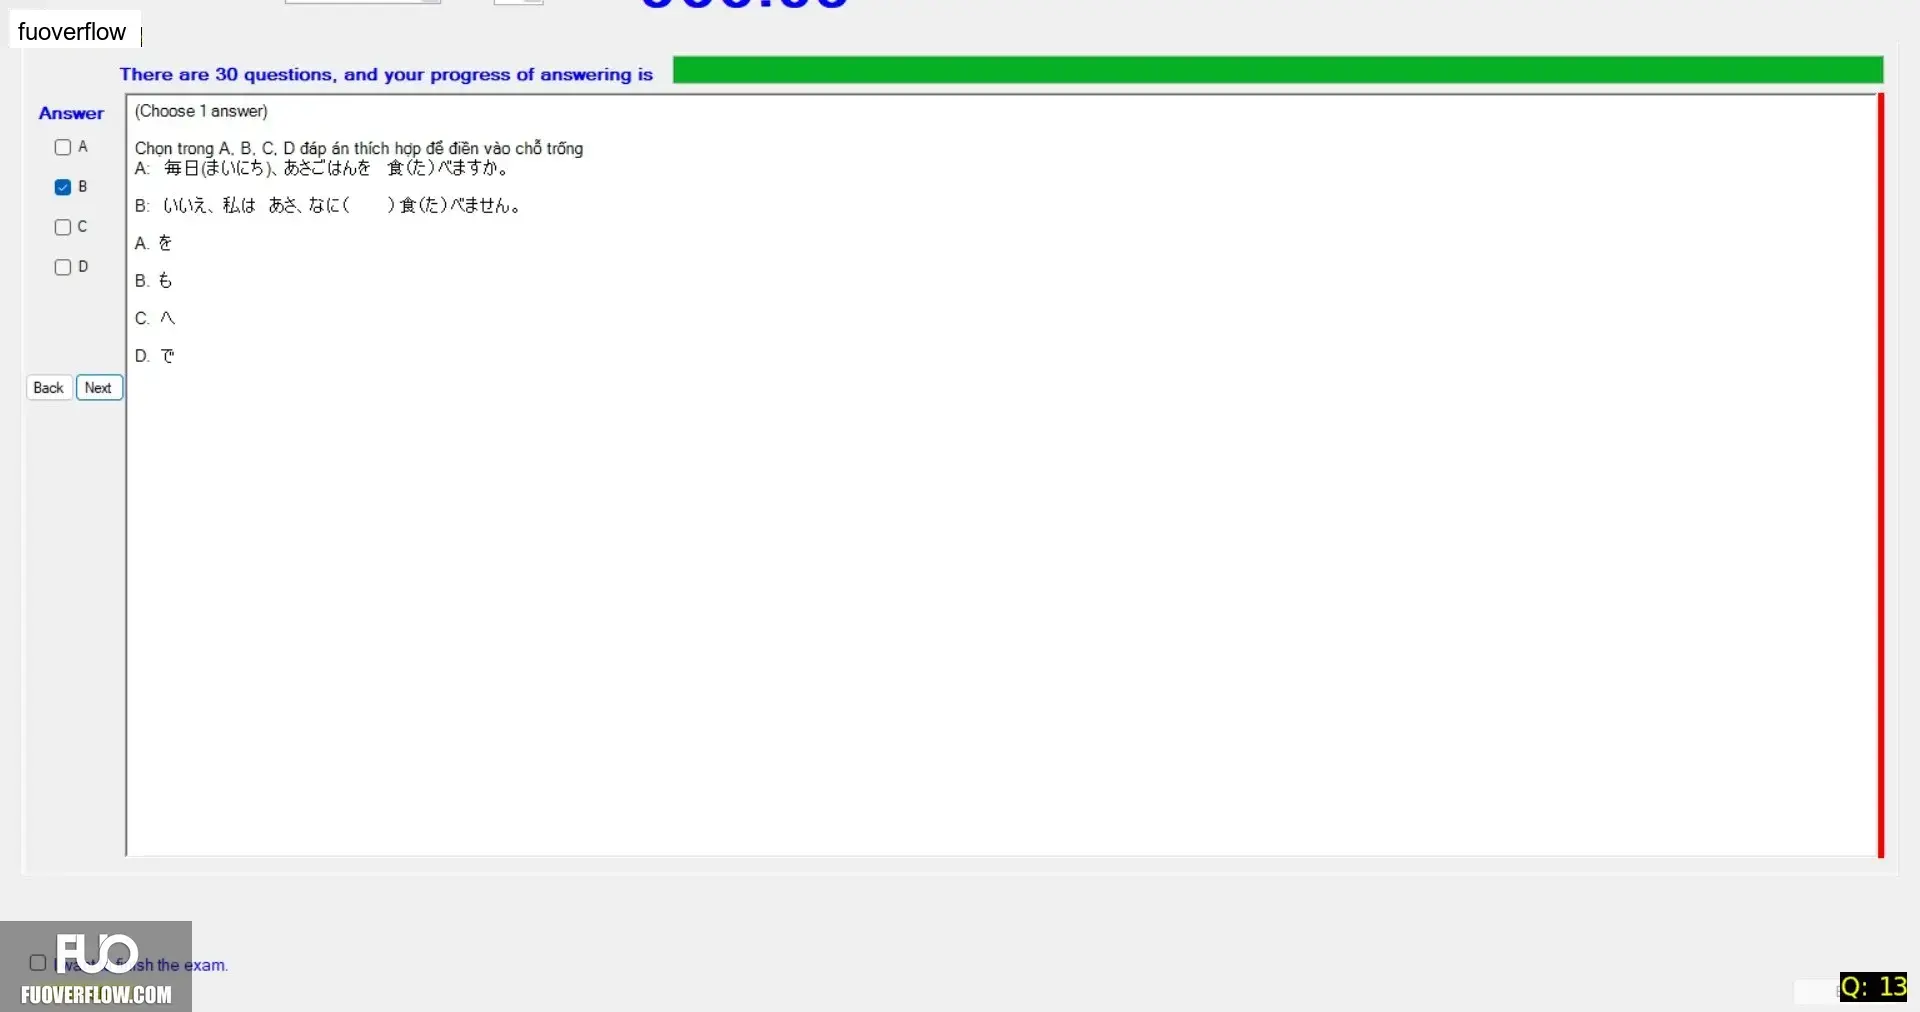 fuoverflow
There are 30 questions, and your progress of answering is
Answer
(Choose 1 answer)
A
Chọn trong A, B, C, D đáp án thích hợp để điền vào chỗ trống
A: 毎日(まいにち)、あさごはんを 食(た)べますか。
B
B: いいえ、私は あさ、なに( )食(た)べません。
C
A. を
D
B. も
C. へ
D. で
Back Next
FUO
finish the exam.
FUOVERFLOW.COM
Q: 13